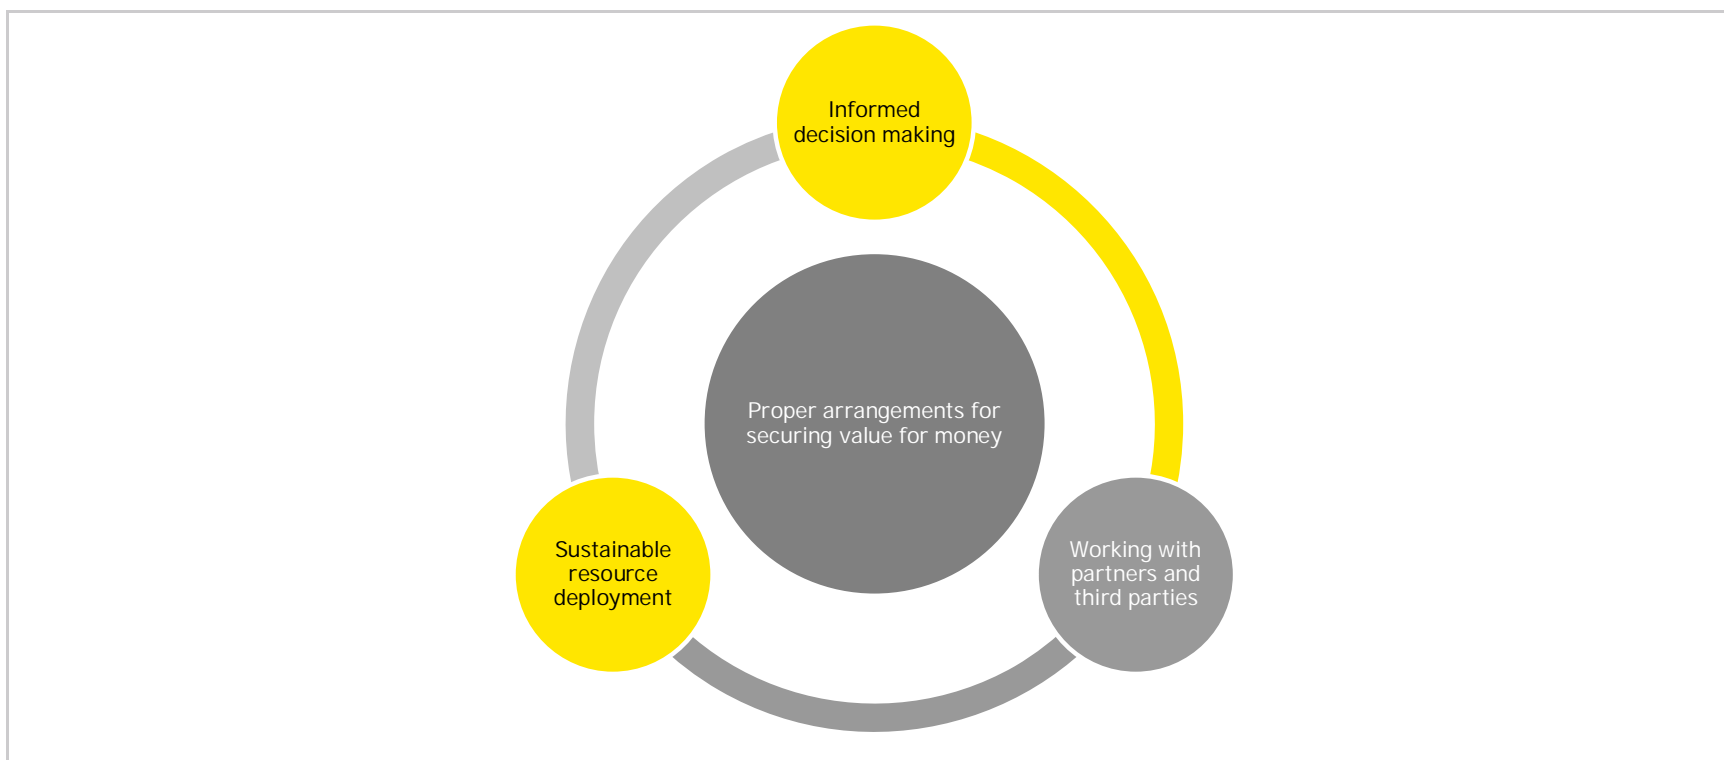 Informed
decision making
Proper arrangements for
securing value for money
Sustainable
resource
deployment
Working with
partners and
third parties